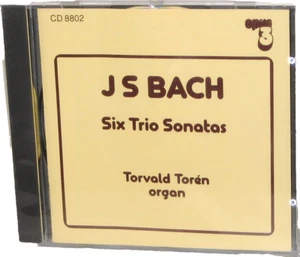 CD 8802
opus 3
J S BACH
Six Trio Sonatas
Torvald Torén
organ